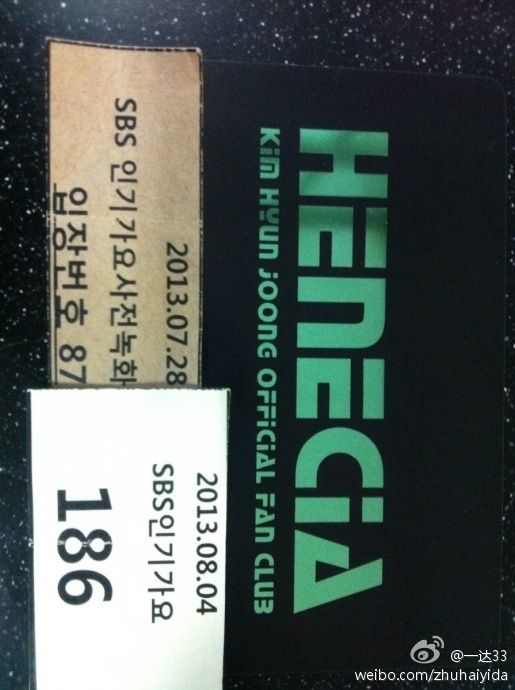 2013.07.28
SBS 인기가요사전녹화
입장번호 87
2013.08.04
SBS인기가요
186
HENECiA
KiM HYUN JOONG OFFiCiAL FAN CLUB
@一达33
weibo.com/zhuhaiyida